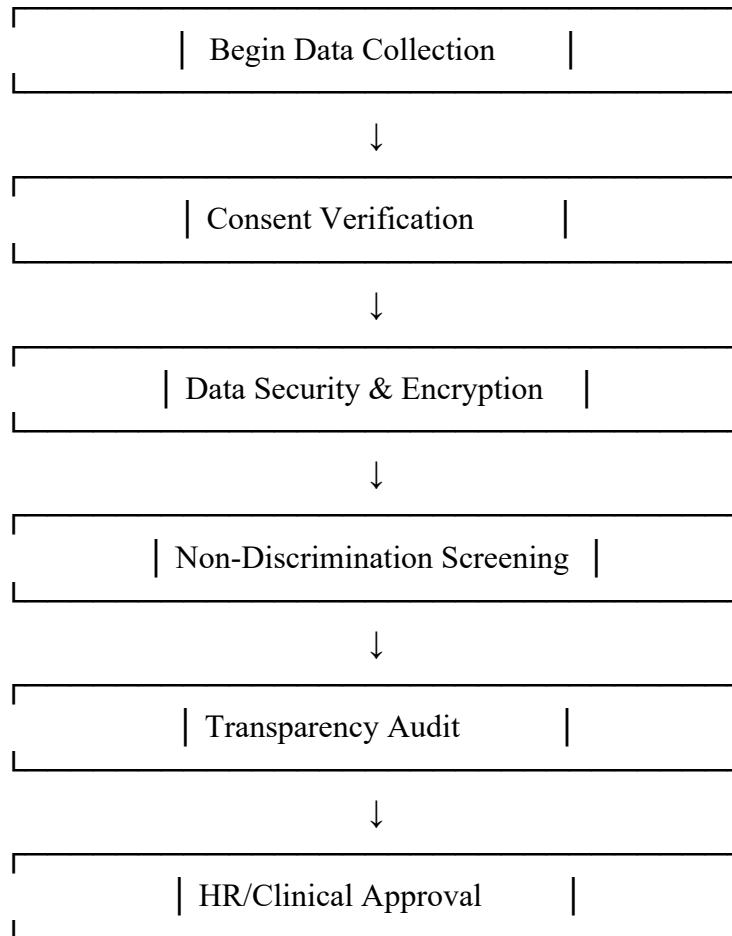 Begin Data Collection
↓
Consent Verification
↓
Data Security & Encryption
↓
Non-Discrimination Screening
↓
Transparency Audit
↓
HR/Clinical Approval